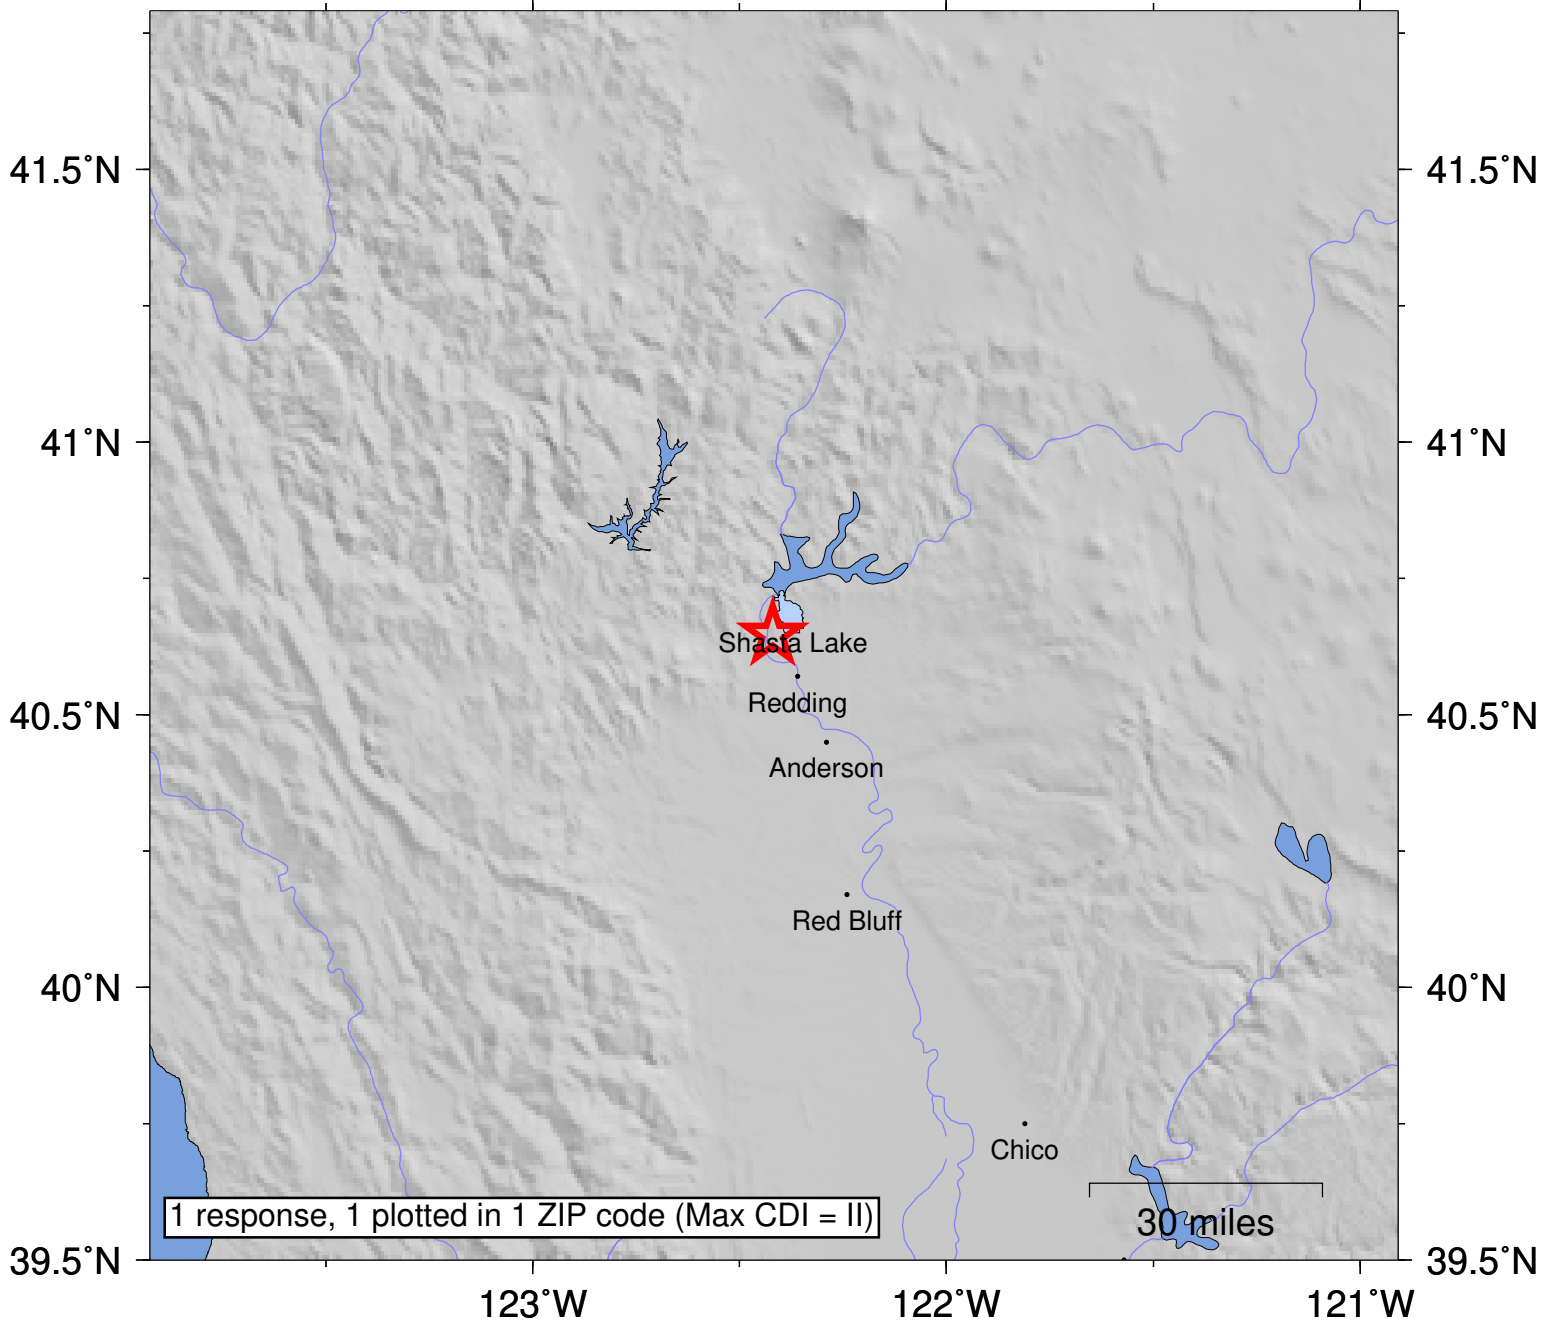 41.5˚N
41.5˚N
41˚N
41˚N
Shasta Lake
Redding
40.5˚N
40.5˚N
Anderson
Red Bluff
40˚N
40˚N
Chico
1 response, 1 plotted in 1 ZIP code (Max CDI = II)
30 miles
39.5˚N
39.5˚N
123˚W
122˚W
121˚W